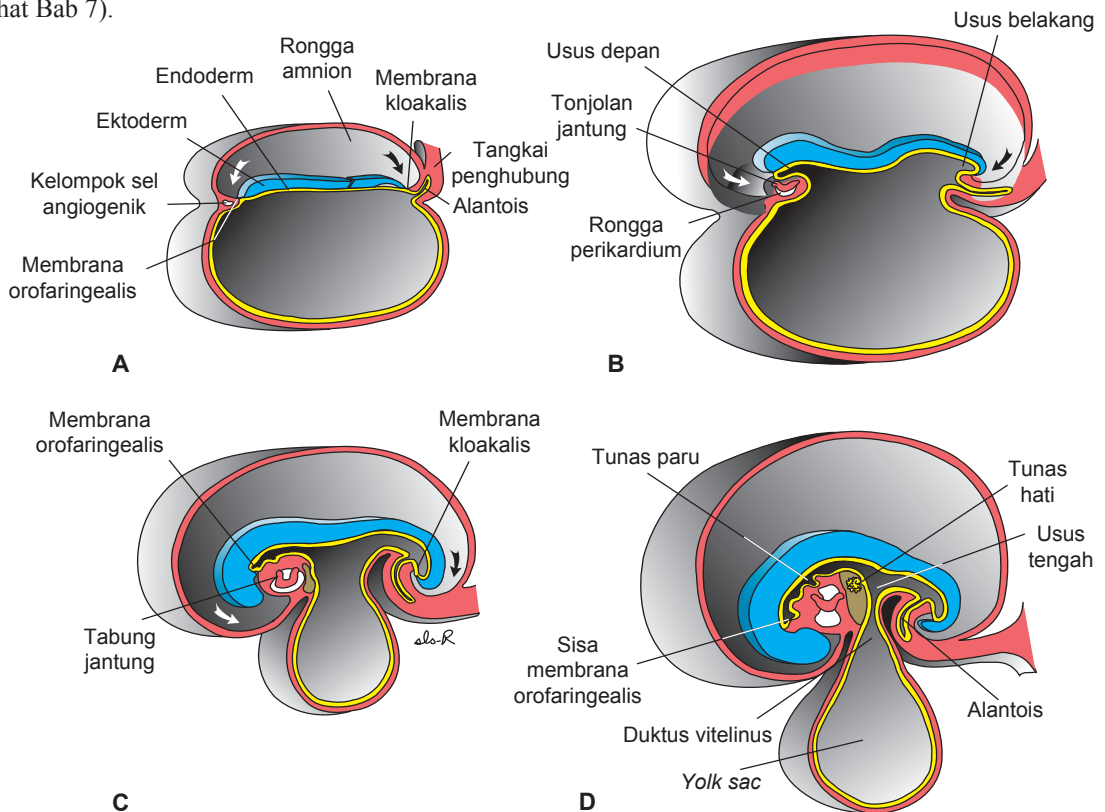 hat Bab 7).
Rongga
amnion
Endoderm
Membrana
kloakalis
Ektoderm
Tangkai
penghubung
Kelompok sel
angiogenik
Alantois
Membrana
orofaringealis
A
Usus belakang
Usus depan
Tonjolan
jantung
Rongga
perikardium
B
Membrana
orofaringealis
Membrana
kloakalis
Tabung
jantung
sls-R
C
Tunas paru
Tunas
hati
Usus
tengah
Sisa
membrana
orofaringealis
Alantois
Duktus vitelinus
Yolk sac
D